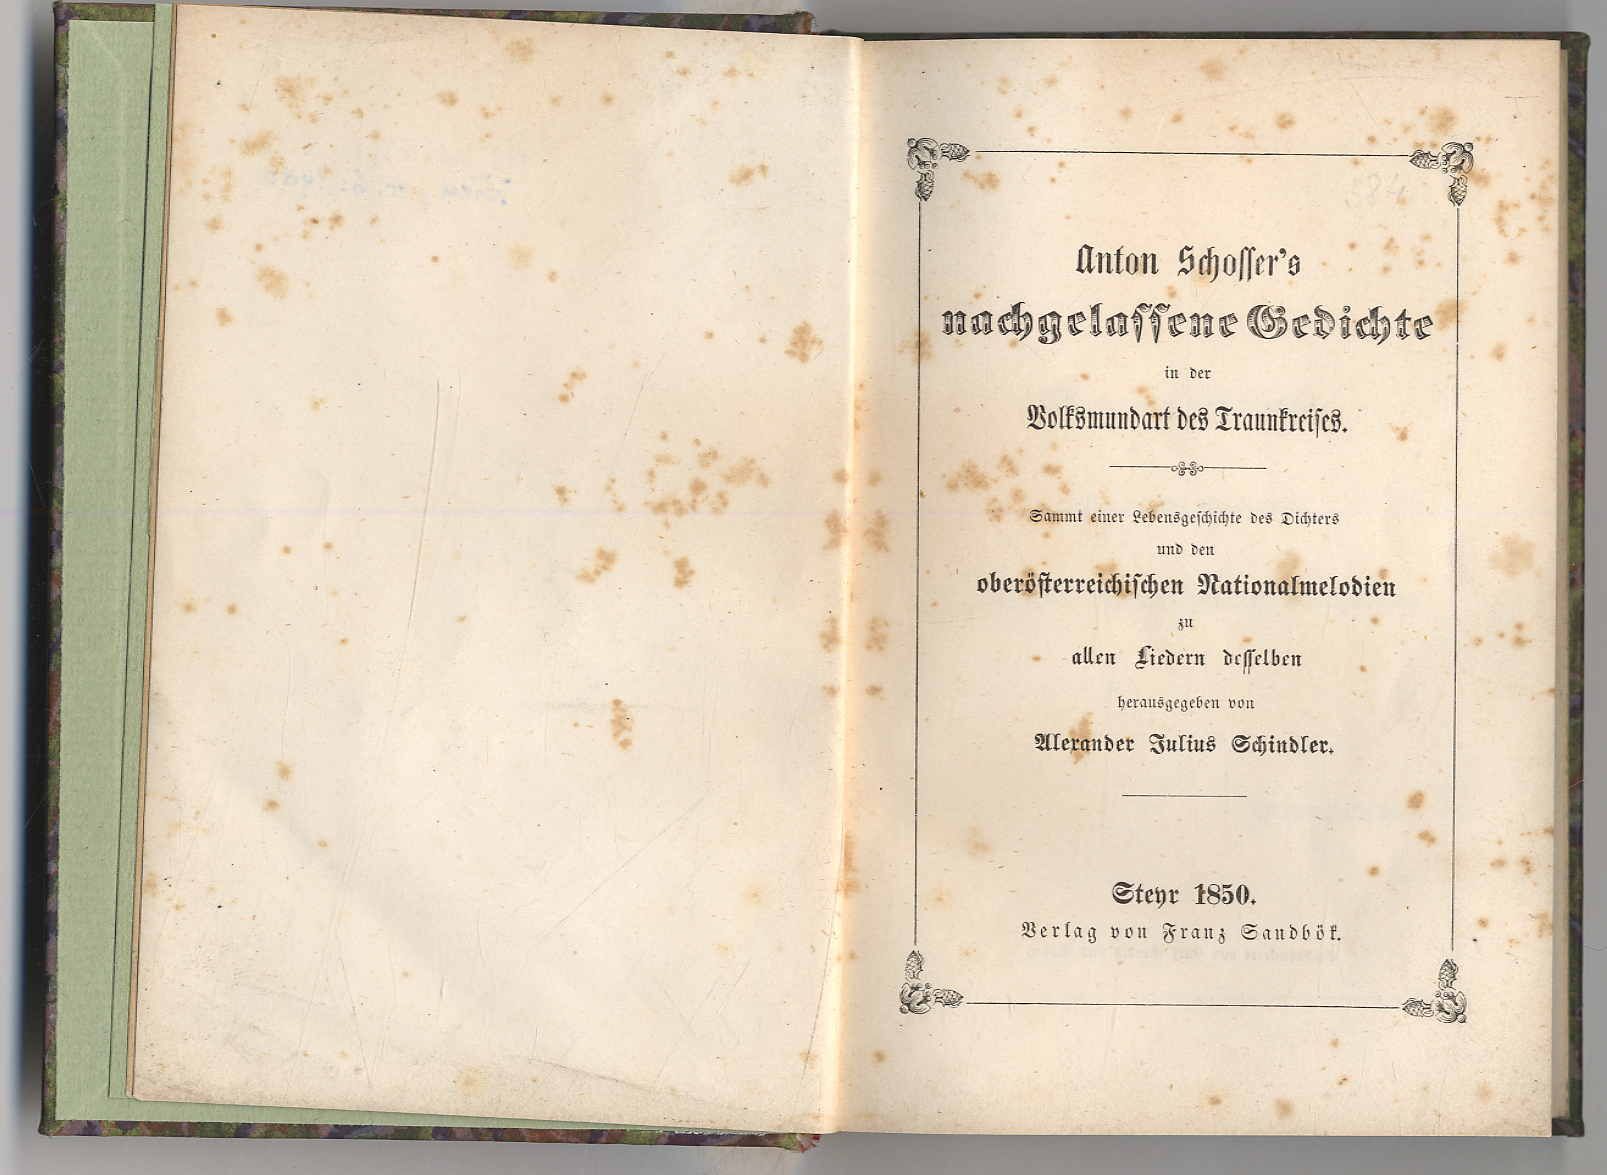 84
Anton Schosser's
nachgelassene Gedichte
in der
Volksmundart des Traunkreises.
Sammt einer Lebensgeschichte des Dichters
und den
oberösterreichischen Nationalmelodien
zu
allen Liedern desselben
herausgegeben von
Alexander Julius Schindler.
Steyr 1850.
Verlag von Franz Sandbök.